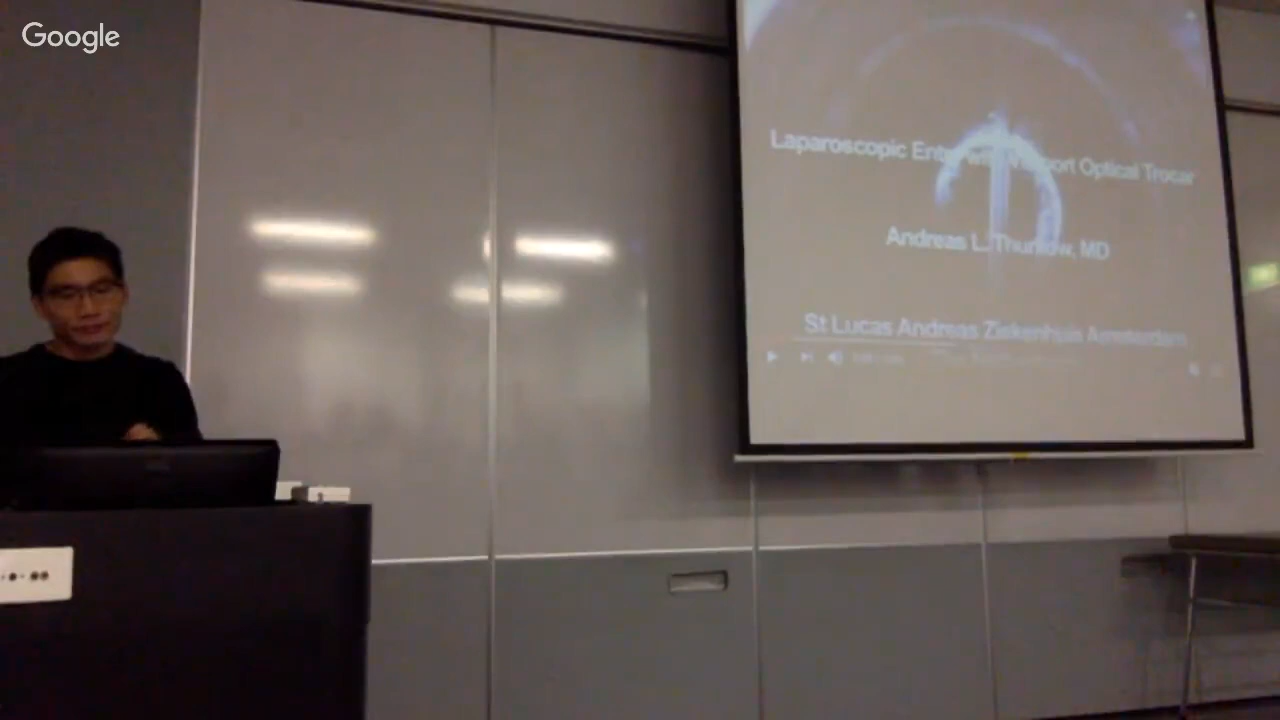 Google
Laparoscopic Optical Trocar
Andreas L. MD
St Lucas Andreas Ziekenhuis Amsterdam